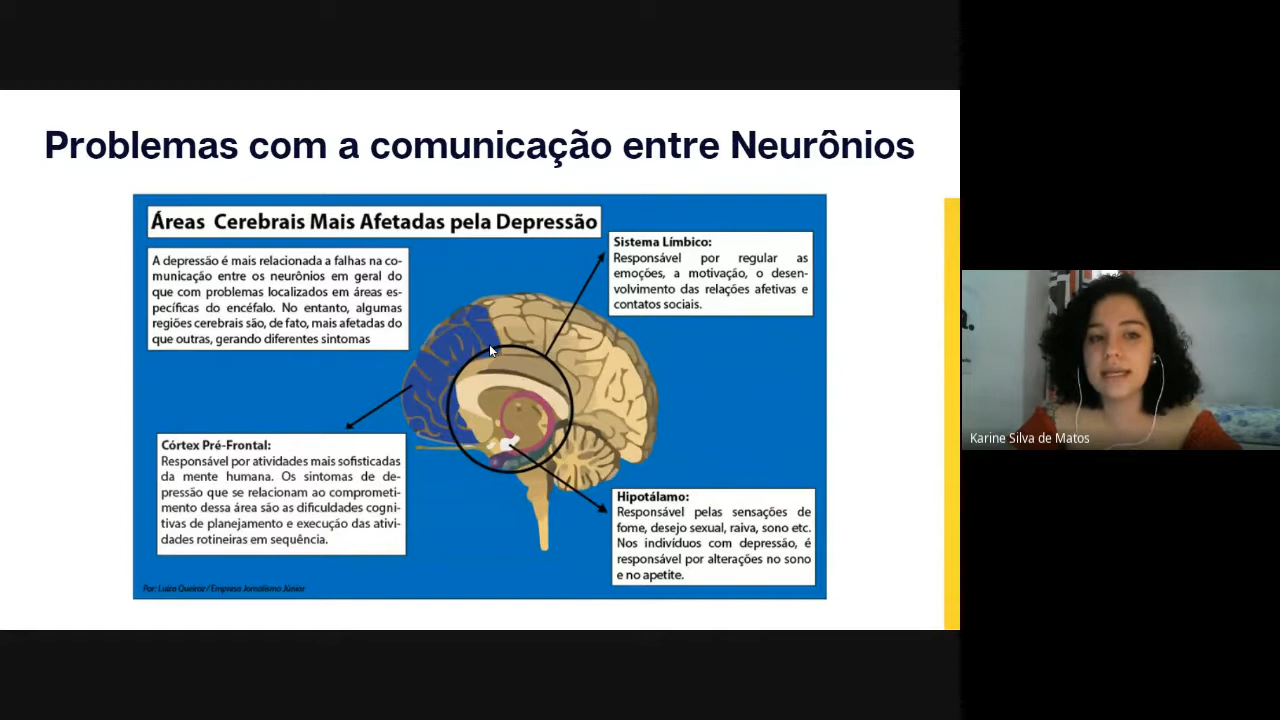 Problemas com a comunicação entre Neurônios
Áreas Cerebrais Mais Afetadas pela Depressão
A depressão é mais relacionada a falhas na co-
municação entre os neurônios em geral do
que com problemas localizados em áreas es-
pecíficas do encéfalo. No entanto, algumas
regiões cerebrais são, de fato, mais afetadas do
que outras, gerando diferentes sintomas
Sistema Límbico:
Responsável por regular as
emoções, a motivação, o desen-
volvimento das relações afetivas e
contatos sociais.
Córtex Pré-Frontal:
Responsável por atividades mais sofisticadas
da mente humana. Os sintomas de de-
pressão que se relacionam ao comprometi-
mento dessa área são as dificuldades cogni-
tivas de planejamento e execução das ativi-
dades rotineiras em sequência.
Hipotálamo:
Responsável pelas sensações de
fome, desejo sexual, raiva, sono etc.
Nos indivíduos com depressão, é
responsável por alterações no sono
e no apetite.
Por: Luiza Queiroz / Empresa Jornalismo Júnior
Karine Silva de Matos